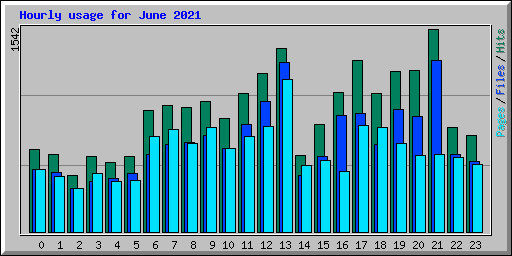 Hourly usage for June 2021
1542
Pages/Files/Hits
0 1 2 3 4 5 6 7 8 9 10 11 12 13 14 15 16 17 18 19 20 21 22 23